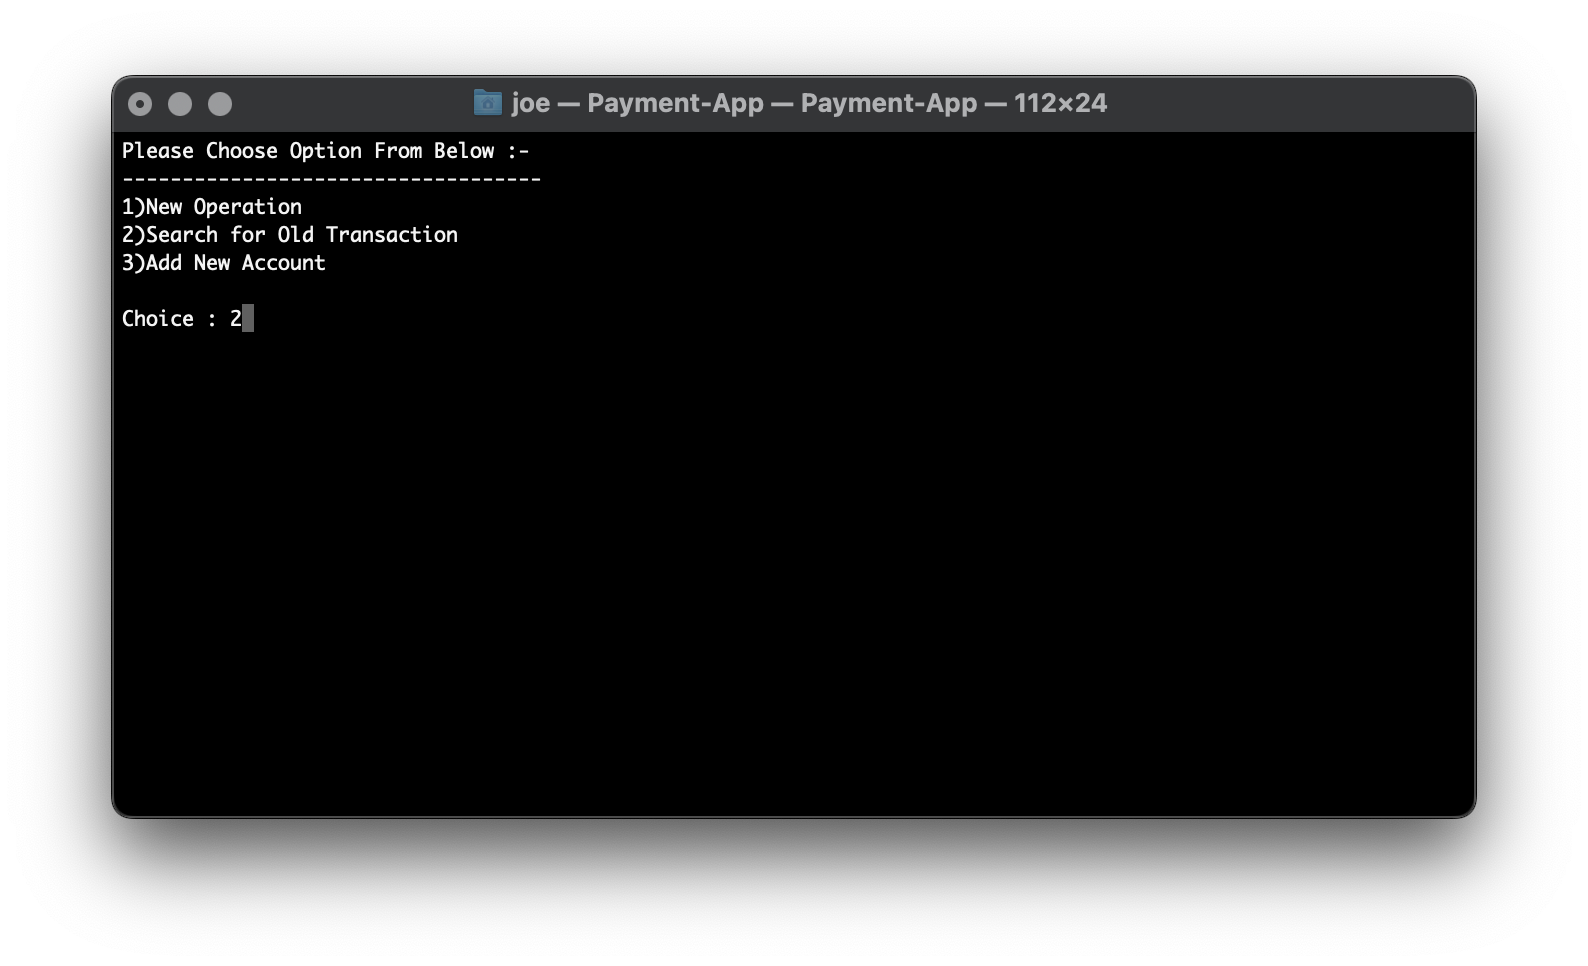 joe — Payment-App — Payment-App — 112×24
Please Choose Option From Below :-
-----------------------------------
1)New Operation
2)Search for Old Transaction
3)Add New Account
Choice : 2